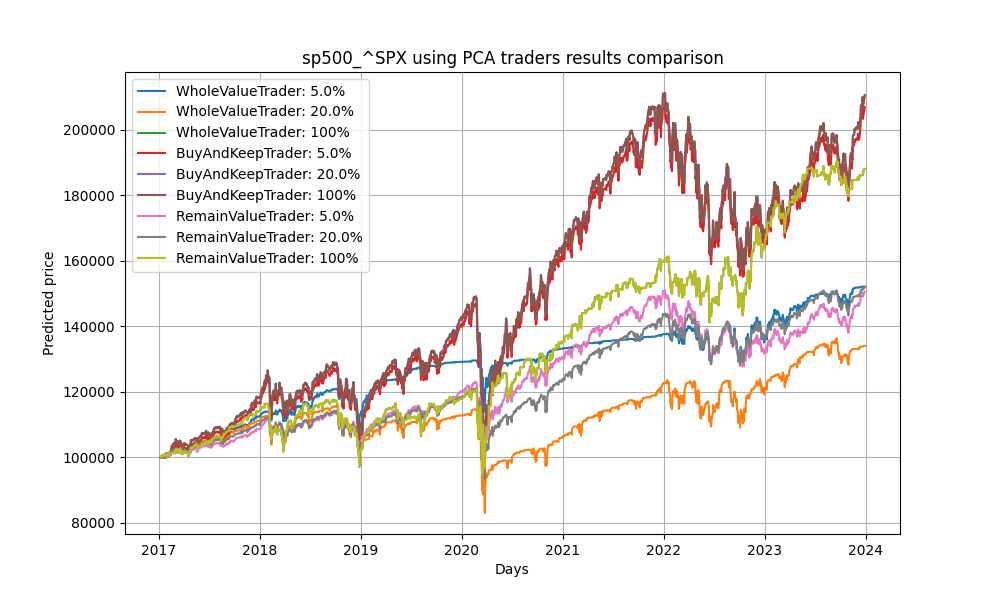 sp500_^SPX using PCA traders results comparison
WholeValueTrader: 5.0%
WholeValueTrader: 20.0%
WholeValueTrader: 100%
BuyAndKeepTrader: 5.0%
BuyAndKeepTrader: 20.0%
BuyAndKeepTrader: 100%
RemainValueTrader: 5.0%
RemainValueTrader: 20.0%
RemainValueTrader: 100%
Predicted price
200000
180000
160000
140000
120000
100000
80000
2017 2018 2019 2020 2021 2022 2023 2024
Days